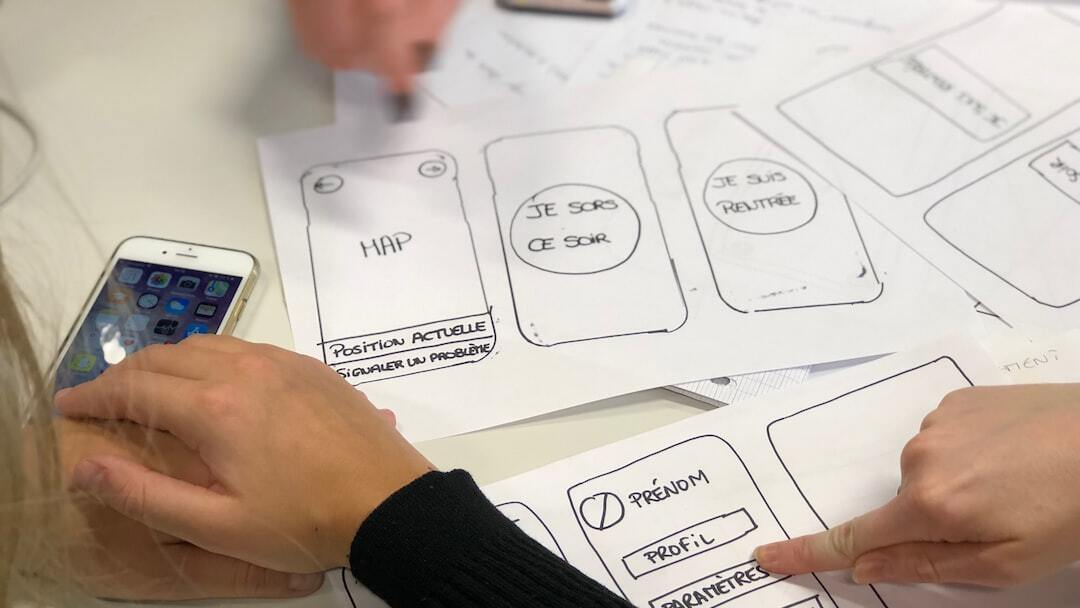 MAP
POSITION ACTUELLE
SIGNALER UN PROBLÈME
JE SORS
CE SOIR
JE SUIS
RENTRÉE
PRÉNOM
PROFIL
PARAMÈTRES